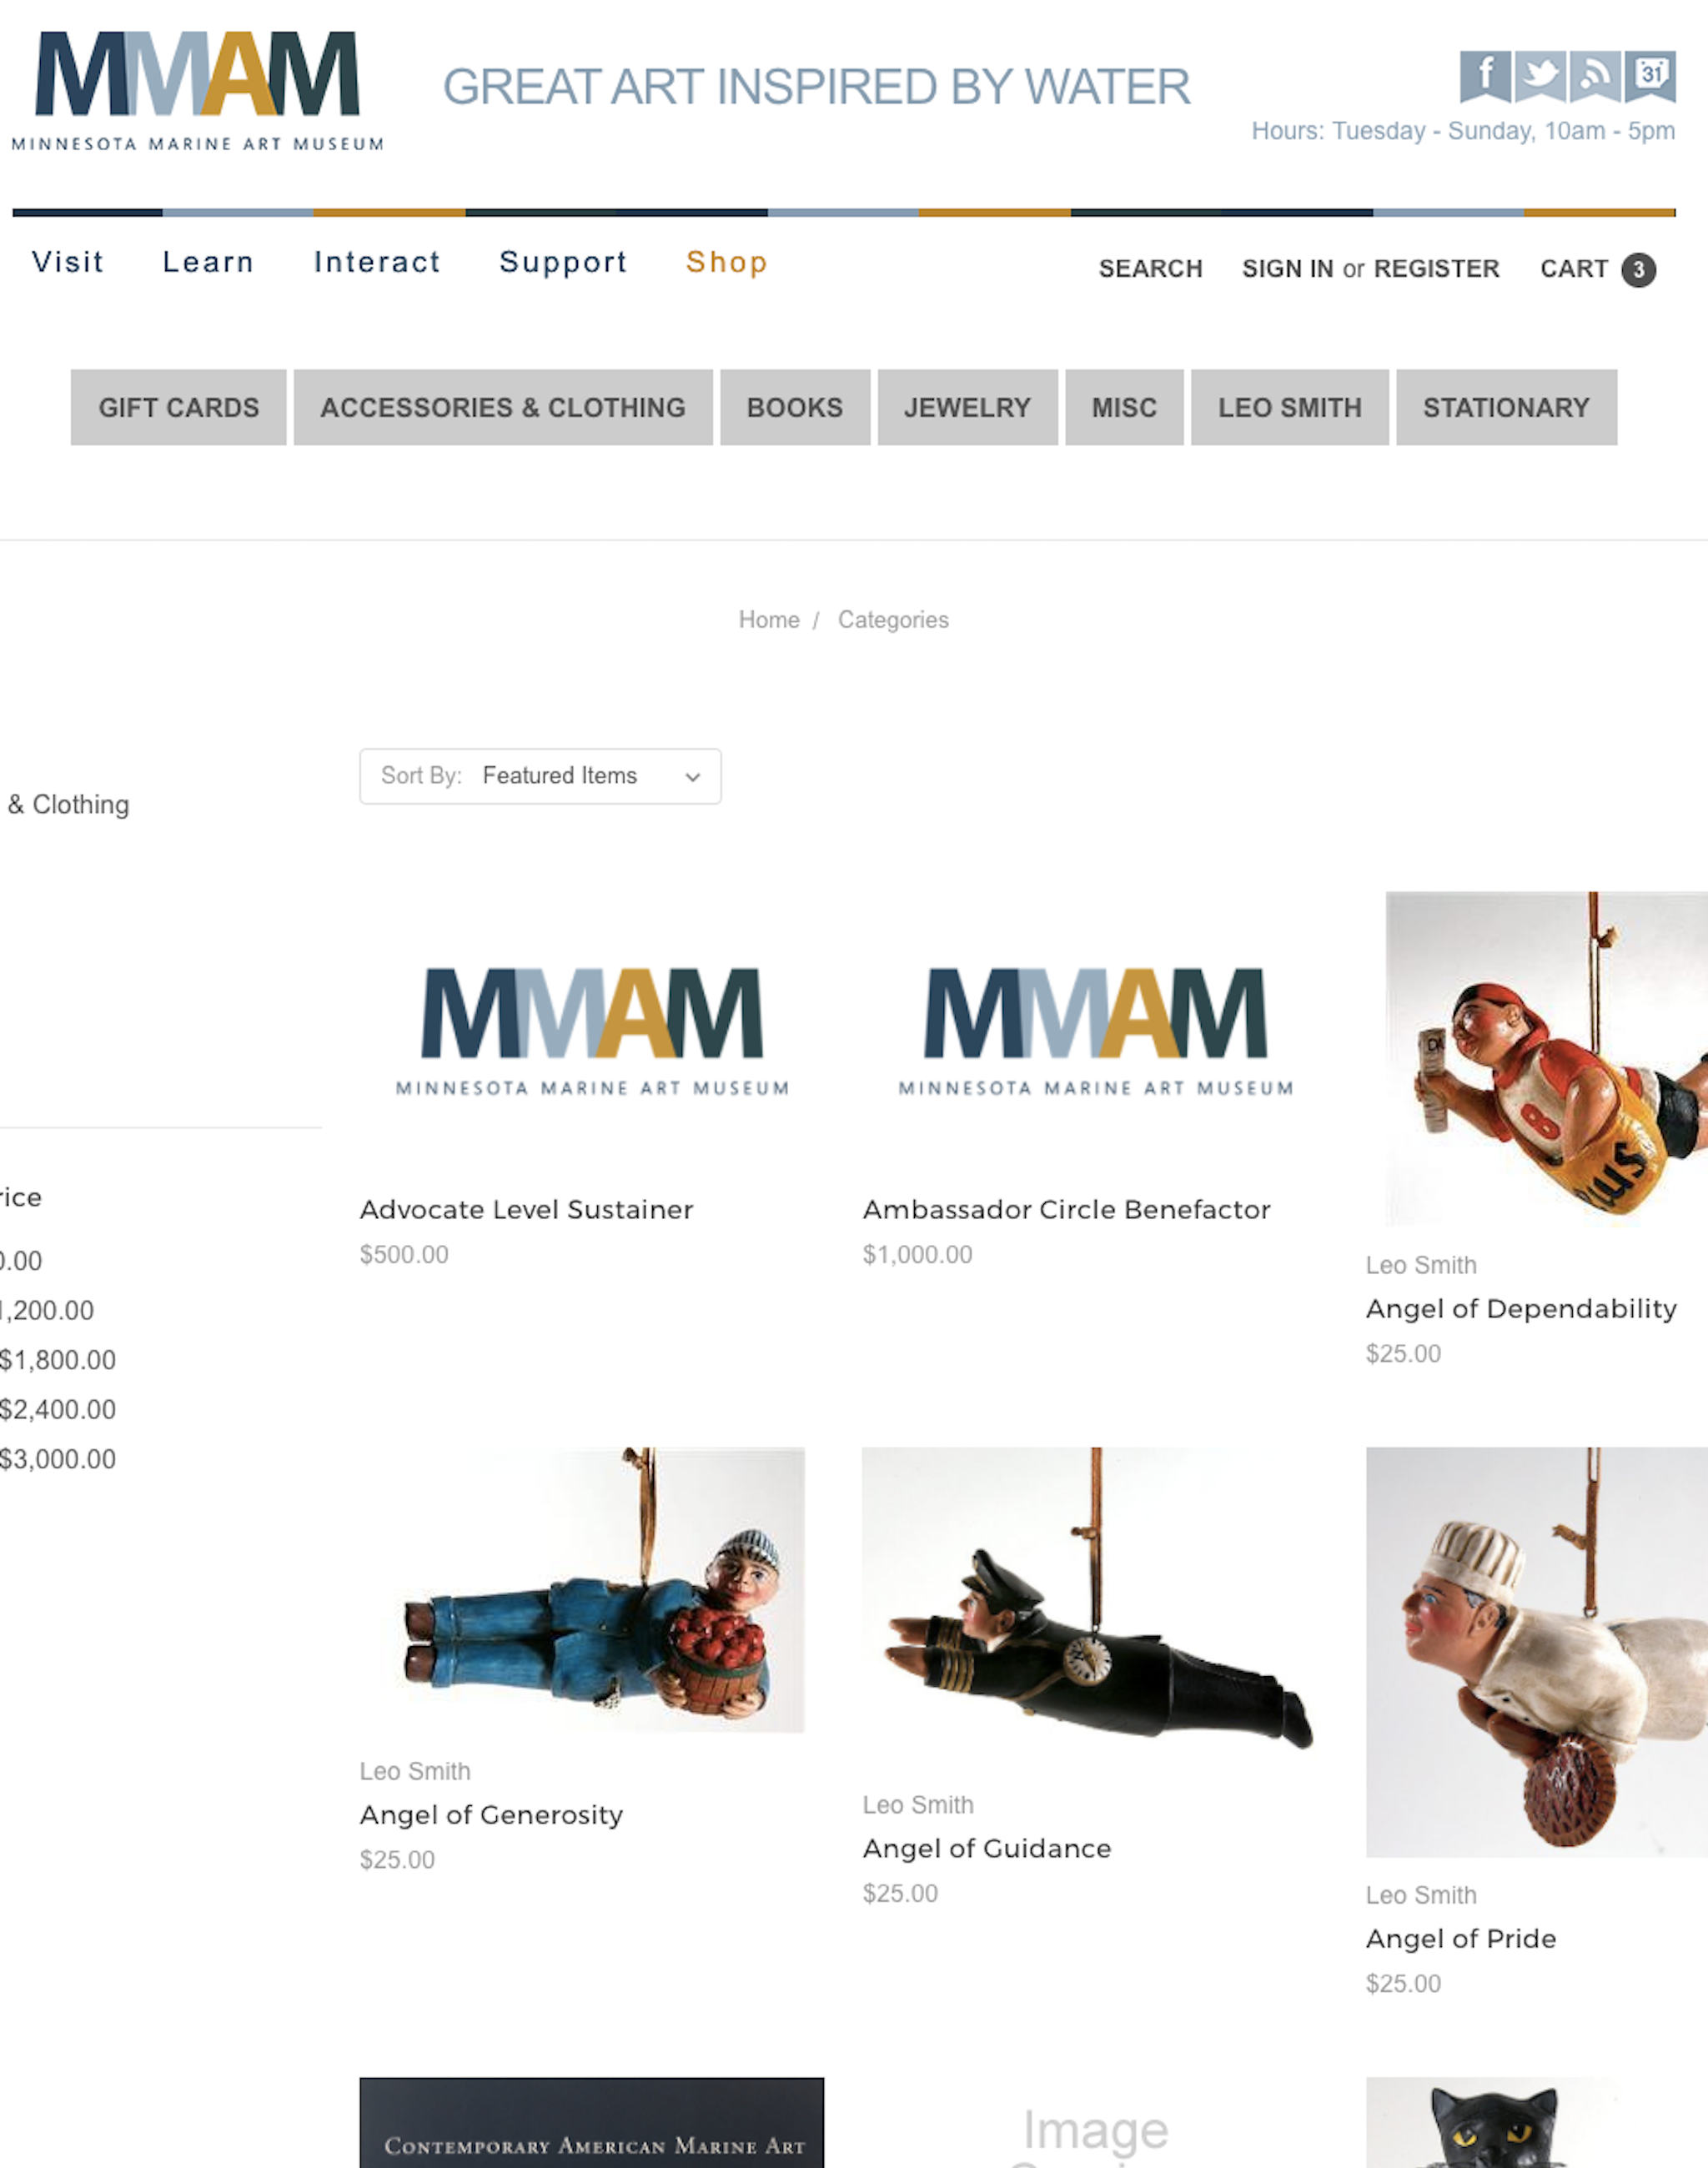 MMAM
MINNESOTA MARINE ART MUSEUM
GREAT ART INSPIRED BY WATER
f
31
Hours: Tuesday - Sunday, 10am - 5pm
Visit Learn Interact Support Shop
SEARCH SIGN IN or REGISTER CART 3
GIFT CARDS ACCESSORIES & CLOTHING BOOKS JEWELRY MISC LEO SMITH STATIONARY
Home / Categories
Sort By: Featured Items
& Clothing
MMAM
MINNESOTA MARINE ART MUSEUM
Advocate Level Sustainer
$500.00
MMAM
MINNESOTA MARINE ART MUSEUM
Ambassador Circle Benefactor
$1,000.00
8
Leo Smith
Angel of Dependability
$25.00
rice
0.00
1,200.00
$1,800.00
$2,400.00
$3,000.00
Leo Smith
Angel of Generosity
$25.00
Leo Smith
Angel of Guidance
$25.00
Leo Smith
Angel of Pride
$25.00
CONTEMPORARY AMERICAN MARINE ART
Image